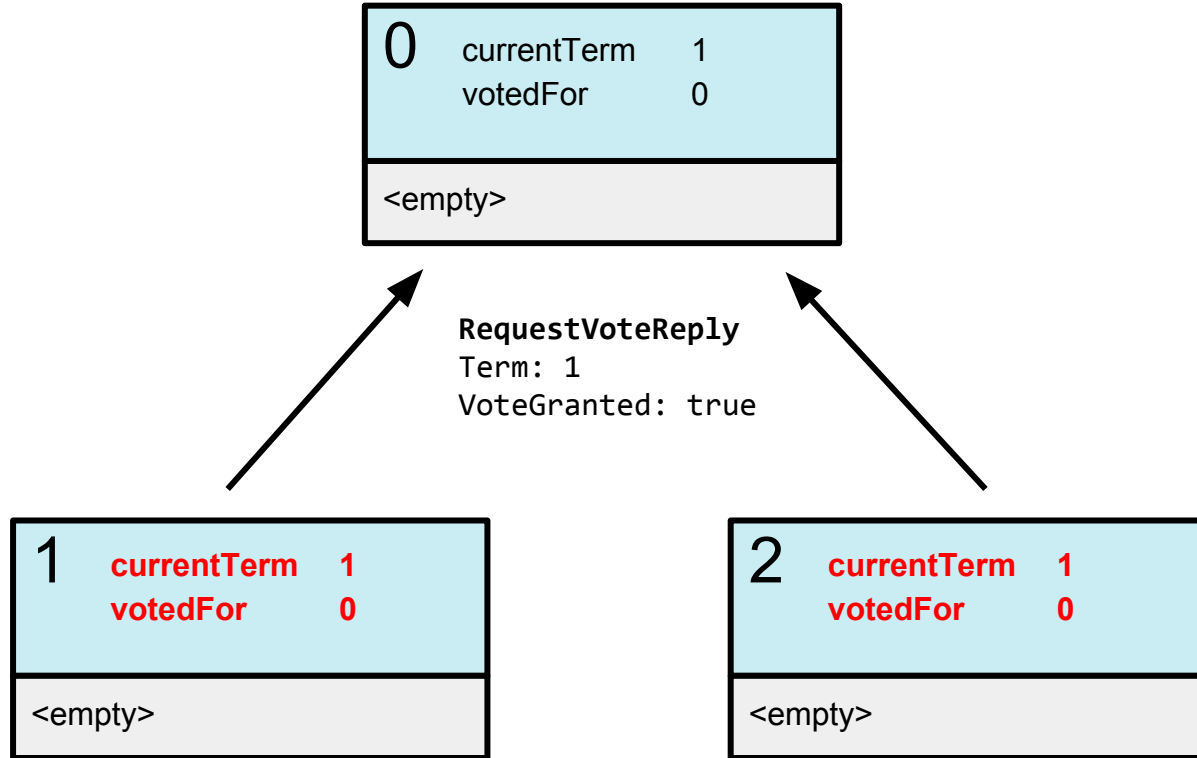 0 currentTerm 1
votedFor 0
<empty>
RequestVoteReply
Term: 1
VoteGranted: true
1 currentTerm 1
votedFor 0
<empty>
2 currentTerm 1
votedFor 0
<empty>